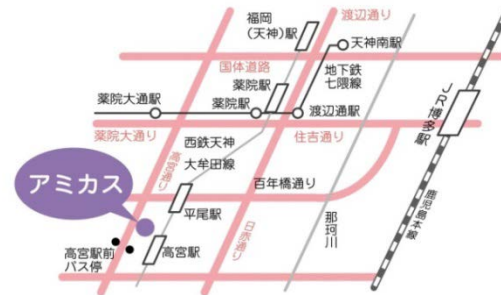 福岡
(天神)駅
渡辺通り
天神南駅
国体道路
地下鉄
七隈線
薬院駅
薬院大通駅
薬院駅
渡辺通駅
JR博多駅
薬院大通り
住吉通り
西鉄天神
大牟田線
高宮通り
百年橋通り
アミカス
平尾駅
日赤通り
那珂川
鹿児島本線
高宮駅前
バス停
高宮駅